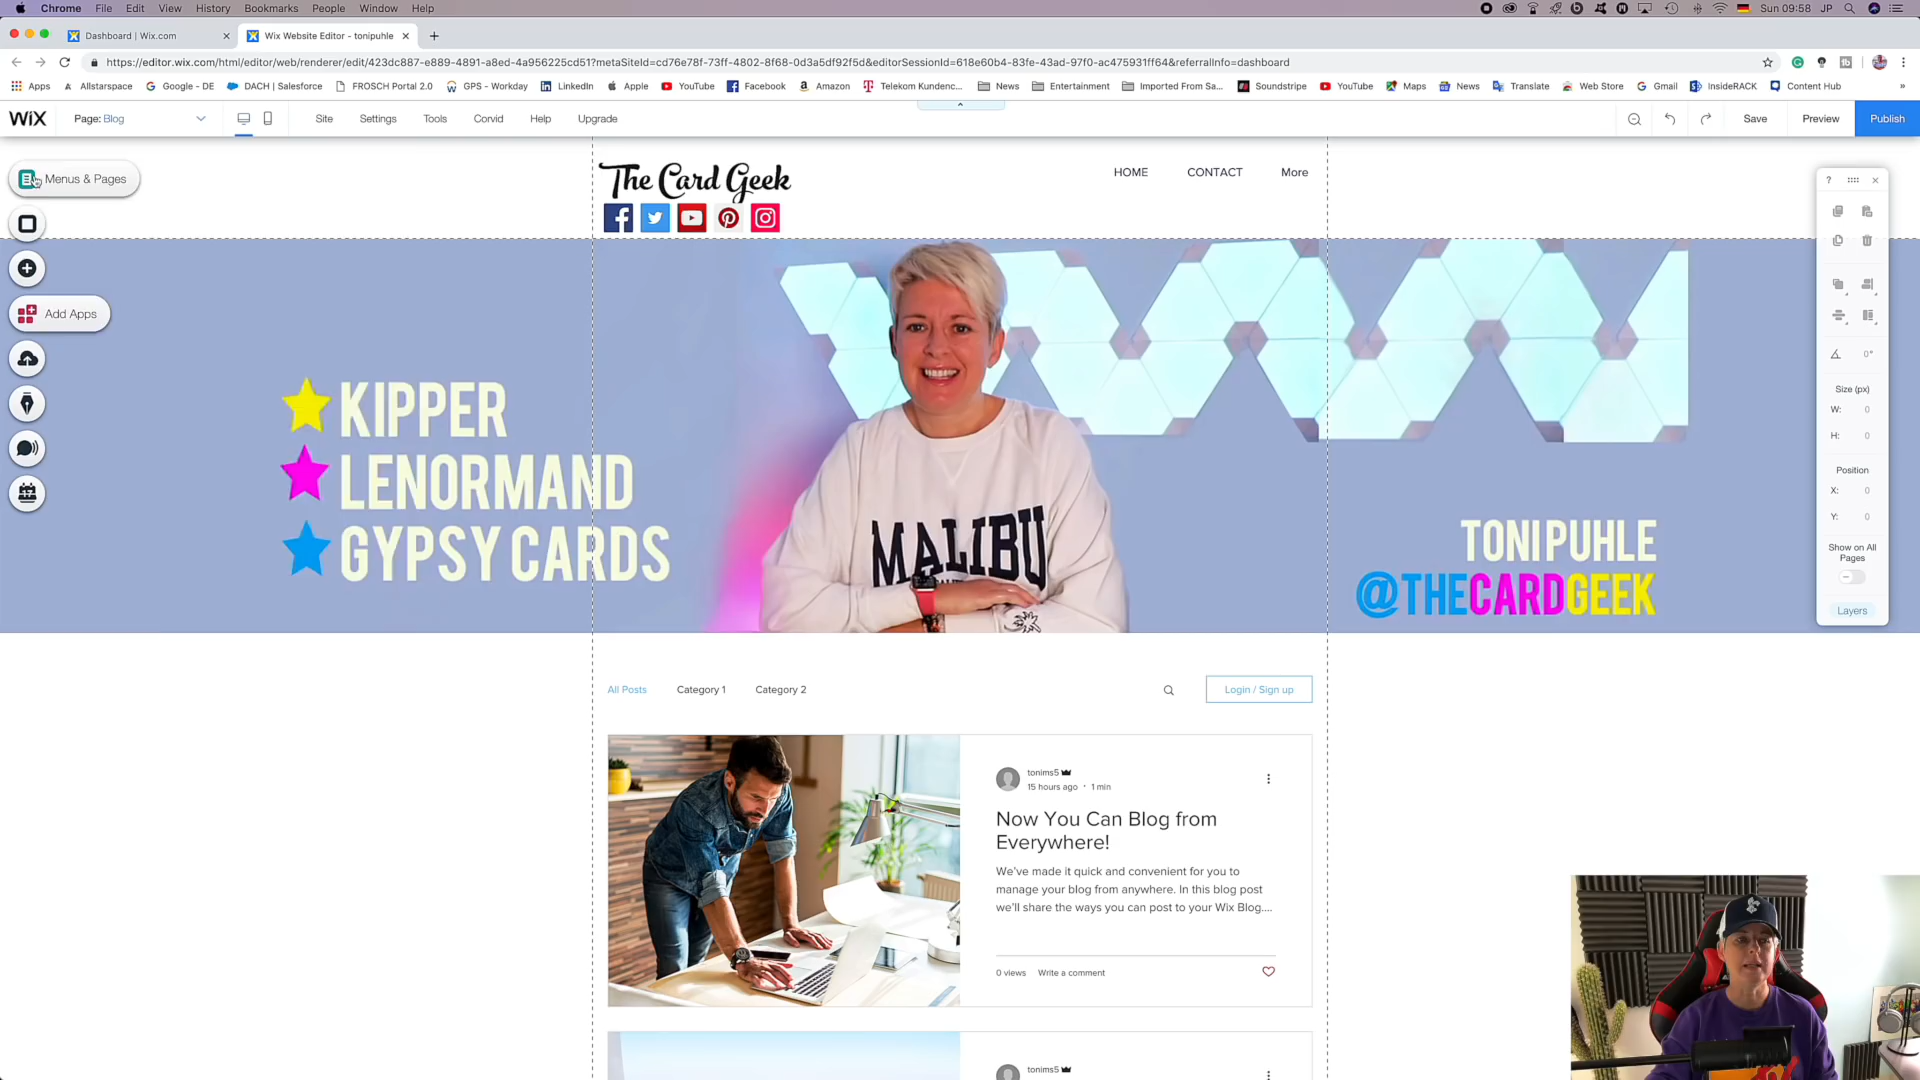 Chrome File Edit View History Bookmarks People Window Help Sun 09:58 JP
Dashboard | Wix.com
Wix Website Editor - tonipuhle
https://editor.wix.com/html/editor/web/renderer/edit/423dc887-e889-4891-a8ed-4a956225cd51?metaSiteId=cd76e78f-73ff-4802-8f68-0d3a5df92f5d&editorSessionId=618e60b4-83fe-43ad-97f0-ac475931ff64&referralInfo=dashboard
Apps Allstarspace Google - DE DACH | Salesforce FROSCH Portal 2.0 GPS - Workday LinkedIn Apple YouTube Facebook Amazon Telekom Kundenc... News Entertainment Imported From Sa... Soundstripe YouTube Maps News Translate Web Store Gmail InsideRACK Content Hub »
WiX Page: Blog Site Settings Tools Corvid Help Upgrade Save Preview Publish
Menus & Pages
Add Apps
The Card Geek
HOME CONTACT More
KIPPER
LENORMAND
GYPSY CARDS
MALIBU
TONI PUHLE
@THECARDGEEK
?
0°
Size (px)
W: 0
H: 0
Position
X: 0
Y: 0
Show on All
Pages
Layers
All Posts Category 1 Category 2 Login / Sign up
tonims5
15 hours ago · 1 min
Now You Can Blog from
Everywhere!
We've made it quick and convenient for you to
manage your blog from anywhere. In this blog post
we'll share the ways you can post to your Wix Blog....
0 views Write a comment
tonims5